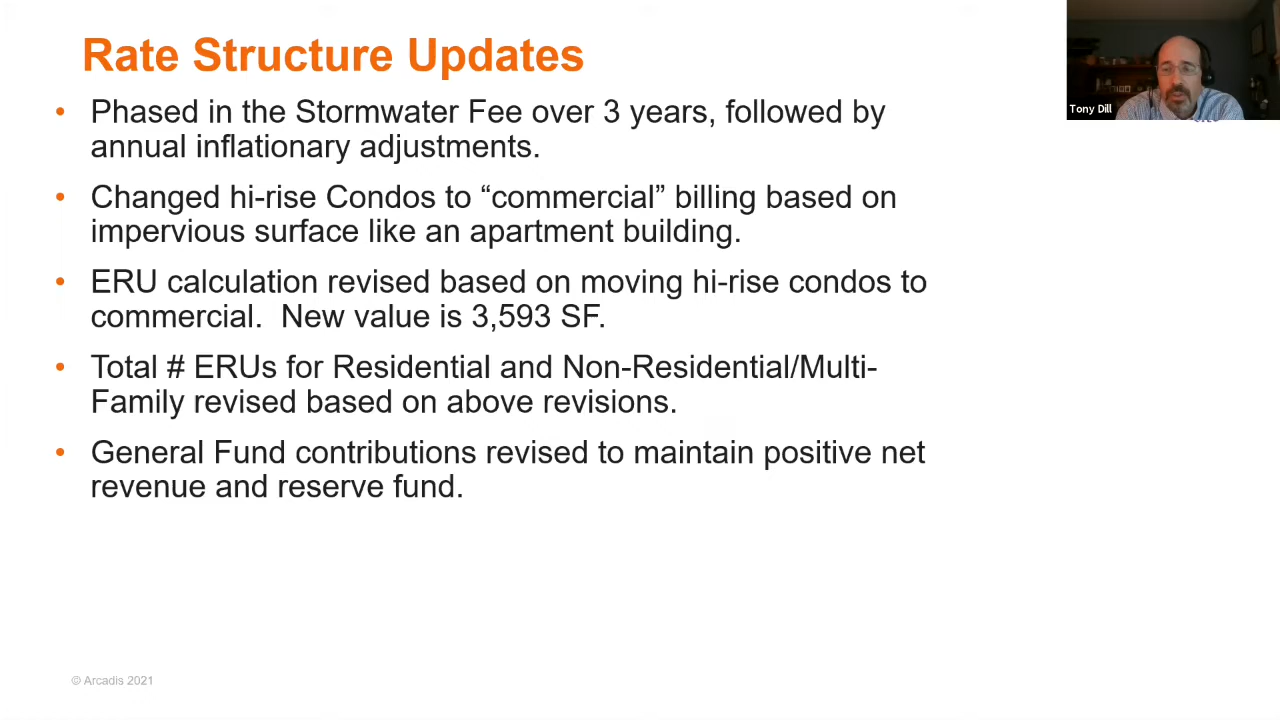 Rate Structure Updates
Tony Dill
• Phased in the Stormwater Fee over 3 years, followed by
annual inflationary adjustments.
• Changed hi-rise Condos to “commercial” billing based on
impervious surface like an apartment building.
• ERU calculation revised based on moving hi-rise condos to
commercial.  New value is 3,593 SF.
• Total # ERUs for Residential and Non-Residential/Multi-
Family revised based on above revisions.
• General Fund contributions revised to maintain positive net
revenue and reserve fund.
© Arcadis 2021